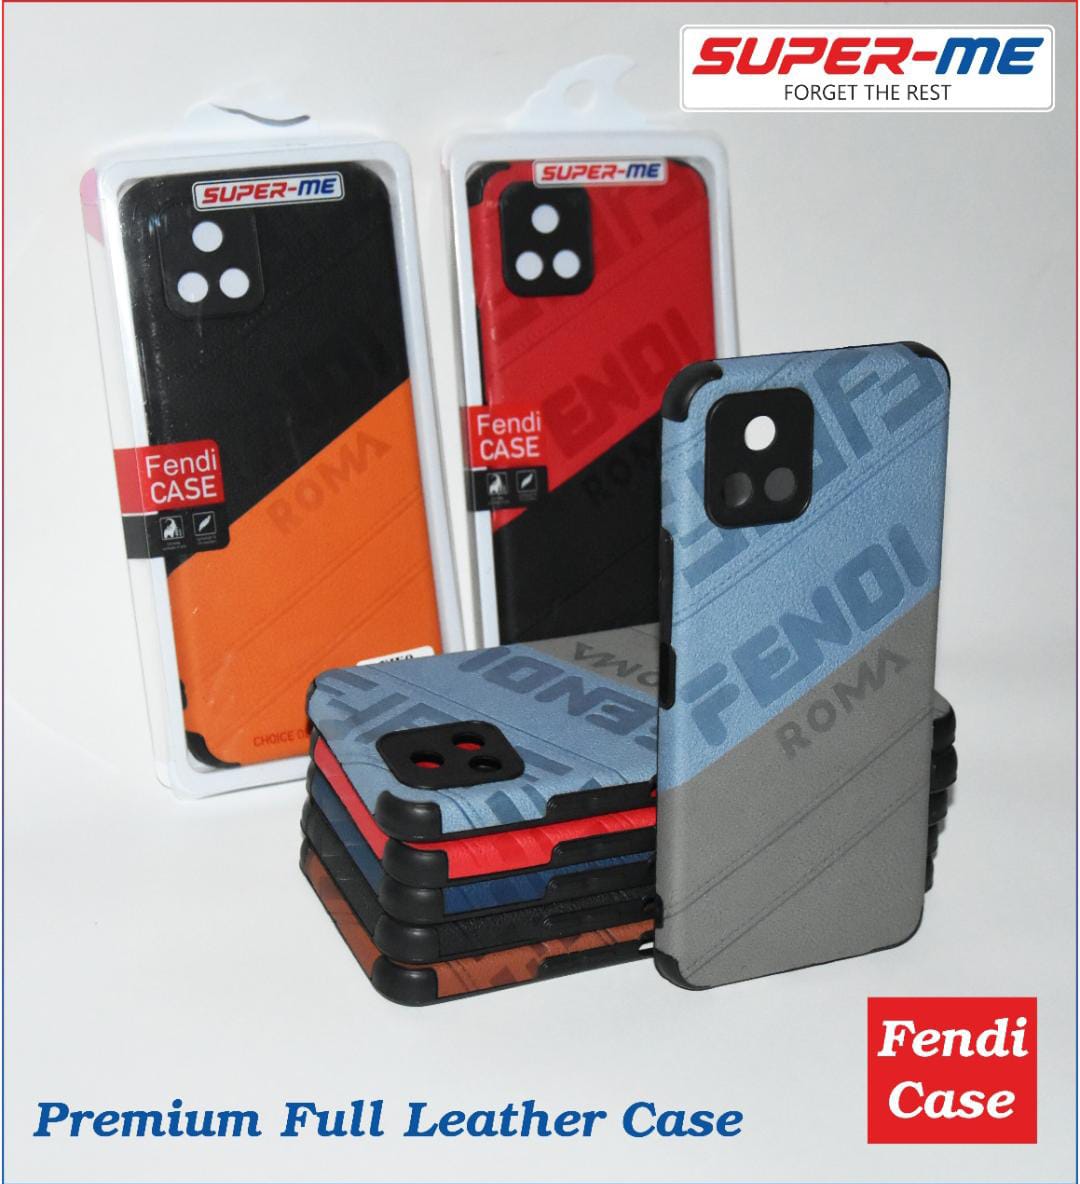 SUPER-ME
FORGET THE REST
SUPER-ME
SUPER-ME
Fendi
CASE
ROMA
Fendi
CASE
FENDI
ROMA
FENDI
ROMA
FENDI
ROMA
CHOICE
Fendi
Case
Premium Full Leather Case